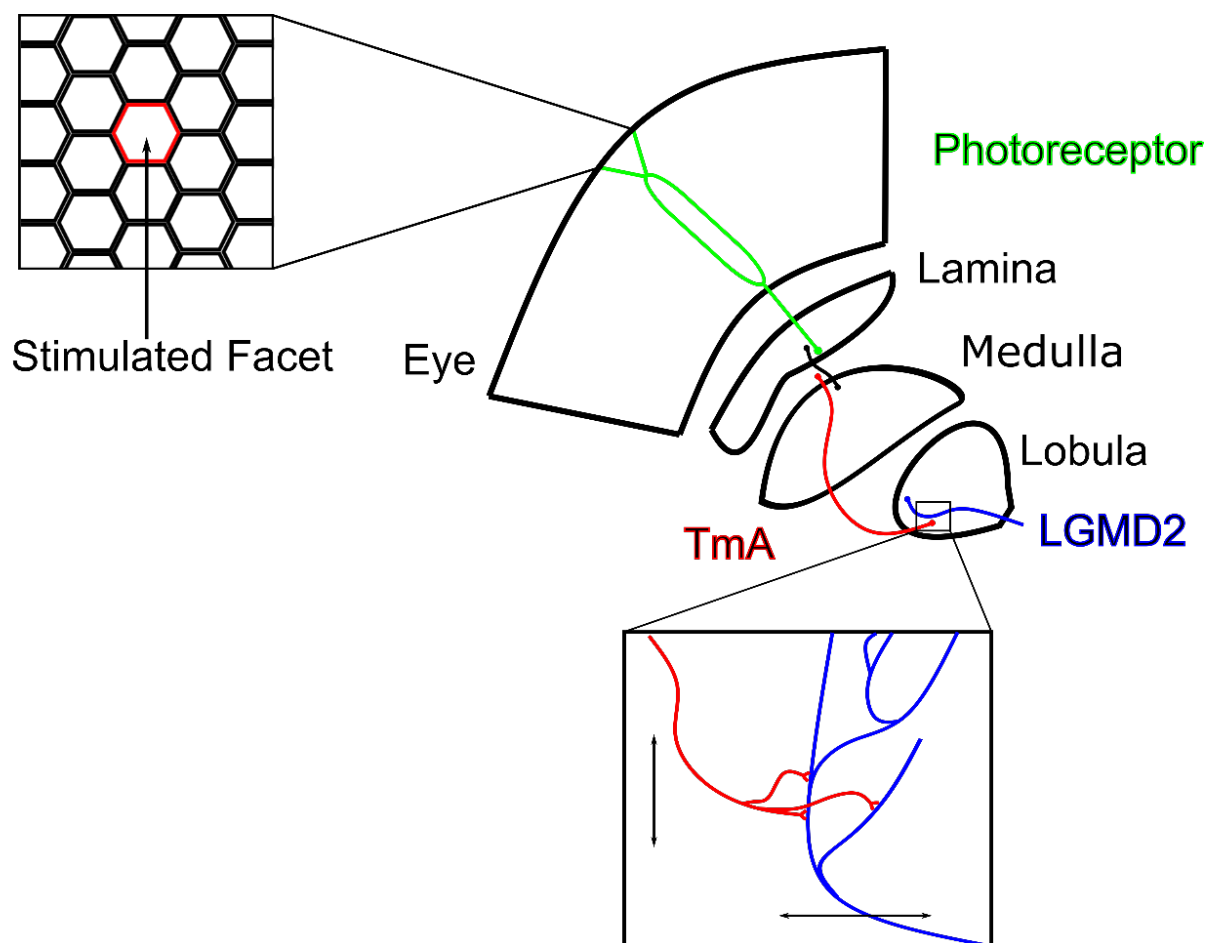 Photoreceptor
Lamina
Stimulated Facet
Eye
Medulla
Lobula
TmA
LGMD2